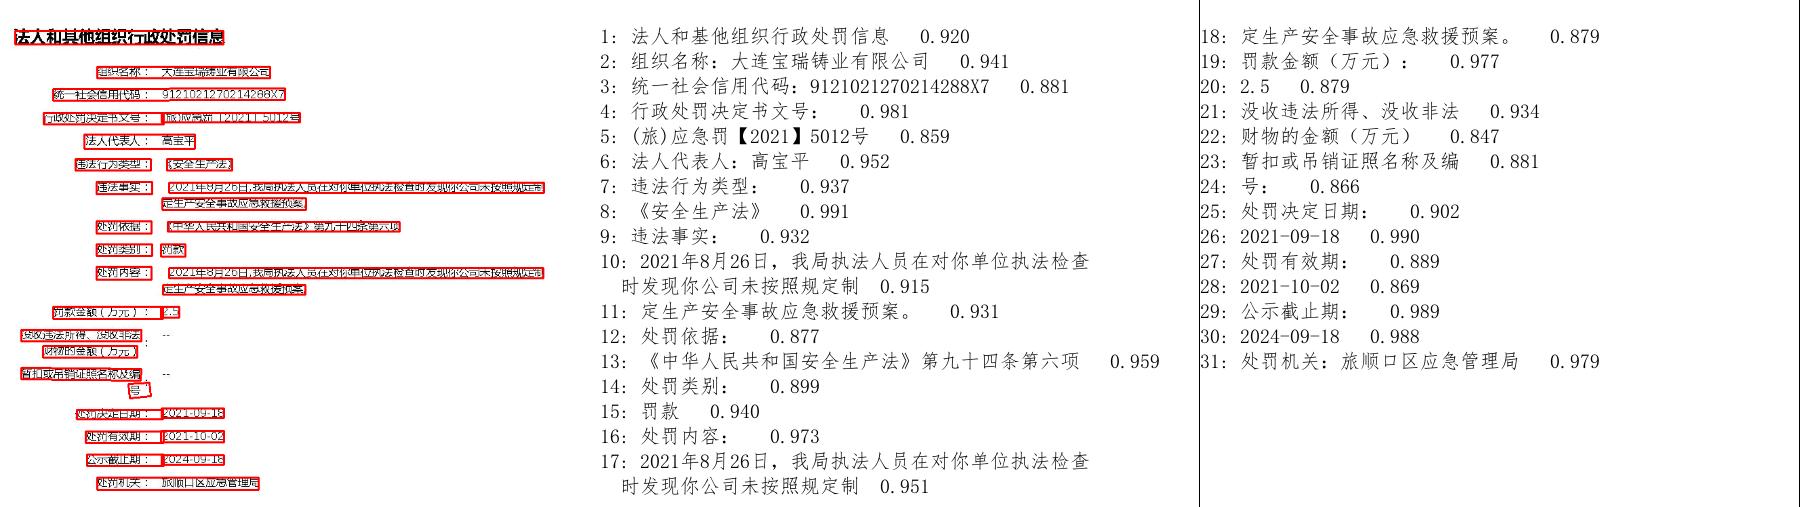 法人和其他组织行政处罚信息
组织名称： 大连宝瑞铸业有限公司
统一社会信用代码： 9121021270214288X7
行政处罚决定书文号： (旅)应急罚【2021】5012号
法人代表人： 高宝平
违法行为类型： 《安全生产法》
违法事实： 2021年8月26日,我局执法人员在对你单位执法检查时发现你公司未按照规定制
定生产安全事故应急救援预案。
处罚依据： 《中华人民共和国安全生产法》第九十四条第六项
处罚类别： 罚款
处罚内容： 2021年8月26日,我局执法人员在对你单位执法检查时发现你公司未按照规定制
定生产安全事故应急救援预案。
罚款金额（万元）： 2.5
没收违法所得、没收非法
财物的金额（万元）
： --
暂扣或吊销证照名称及编
号： --
处罚决定日期： 2021-09-18
处罚有效期： 2021-10-02
公示截止期： 2024-09-18
处罚机关： 旅顺口区应急管理局
1: 法人和基他组织行政处罚信息 0.920
2: 组织名称：大连宝瑞铸业有限公司 0.941
3: 统一社会信用代码：9121021270214288X7 0.881
4: 行政处罚决定书文号： 0.981
5: (旅)应急罚【2021】5012号 0.859
6: 法人代表人：高宝平 0.952
7: 违法行为类型： 0.937
8: 《安全生产法》 0.991
9: 违法事实： 0.932
10: 2021年8月26日，我局执法人员在对你单位执法检查
时发现你公司未按照规定制 0.915
11: 定生产安全事故应急救援预案。 0.931
12: 处罚依据： 0.877
13: 《中华人民共和国安全生产法》第九十四条第六项 0.959
14: 处罚类别： 0.899
15: 罚款 0.940
16: 处罚内容： 0.973
17: 2021年8月26日，我局执法人员在对你单位执法检查
时发现你公司未按照规定制 0.951
18: 定生产安全事故应急救援预案。 0.879
19: 罚款金额（万元）： 0.977
20: 2.5 0.879
21: 没收违法所得、没收非法 0.934
22: 财物的金额（万元） 0.847
23: 暂扣或吊销证照名称及编 0.881
24: 号： 0.866
25: 处罚决定日期： 0.902
26: 2021-09-18 0.990
27: 处罚有效期： 0.889
28: 2021-10-02 0.869
29: 公示截止期： 0.989
30: 2024-09-18 0.988
31: 处罚机关：旅顺口区应急管理局 0.979